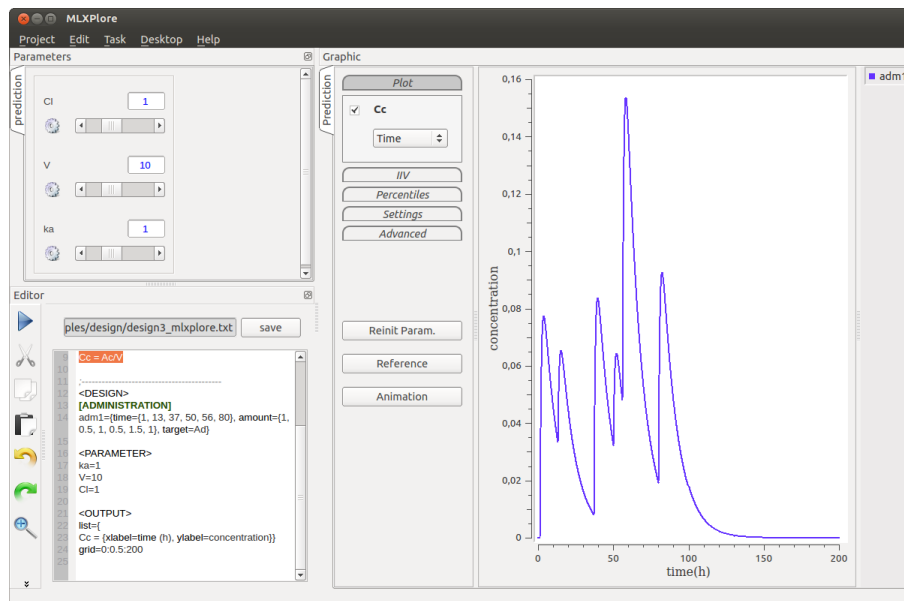 MLXPlore
Project Edit Task Desktop Help
Parameters
prediction
Cl
1
V
10
ka
1
Editor
ples/design/design3_mlxplore.txt save
9 Cc = Ac/V
10
11 ;------------------------------------------
12 <DESIGN>
13 [ADMINISTRATION]
14 adm1={time={1, 13, 37, 50, 56, 80}, amount={1,
0.5, 1, 0.5, 1.5, 1}, target=Ad}
15
16 <PARAMETER>
17 ka=1
18 V=10
19 Cl=1
20
21 <OUTPUT>
22 list={
23 Cc = {xlabel=time (h), ylabel=concentration}}
24 grid=0:0.5:200
25
Graphic
Prediction
Plot
Cc
Time
IIV
Percentiles
Settings
Advanced
Reinit Param.
Reference
Animation
concentration
0,16
0,14
0,12
0,1
0,08
0,06
0,04
0,02
0
0 50 100 150 200
time(h)
adm1